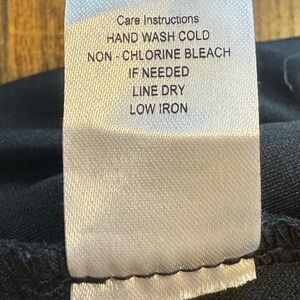 Care Instructions
HAND WASH COLD
NON - CHLORINE BLEACH
IF NEEDED
LINE DRY
LOW IRON